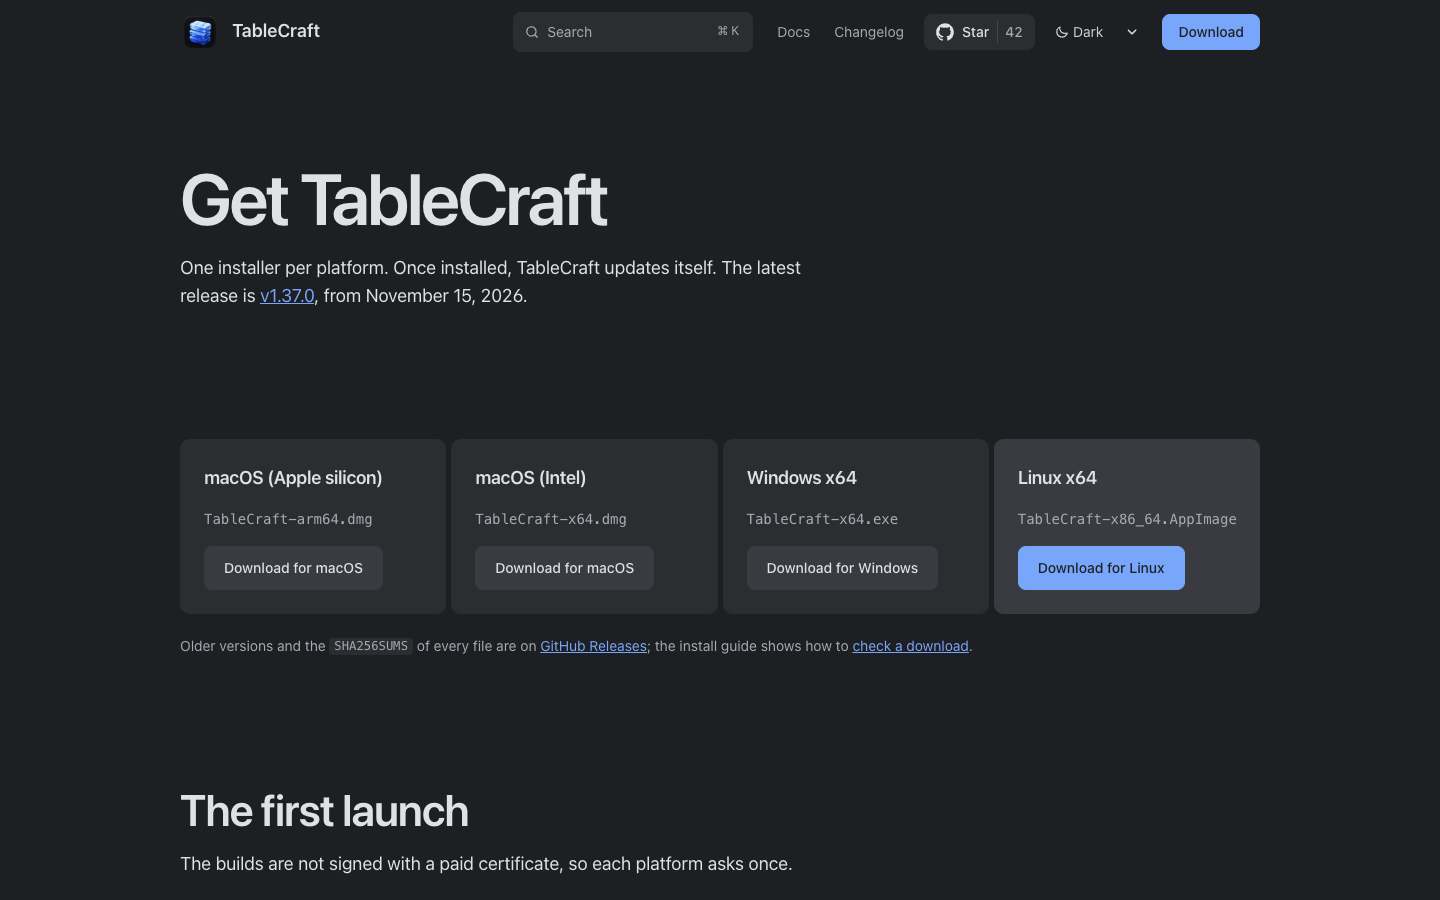 TableCraft
Search
⌘ K
Docs
Changelog
Star
42
Dark
Download
Get TableCraft
One installer per platform. Once installed, TableCraft updates itself. The latest
release is v1.37.0, from November 15, 2026.
macOS (Apple silicon)
TableCraft-arm64.dmg
Download for macOS
macOS (Intel)
TableCraft-x64.dmg
Download for macOS
Windows x64
TableCraft-x64.exe
Download for Windows
Linux x64
TableCraft-x86_64.AppImage
Download for Linux
Older versions and the SHA256SUMS of every file are on GitHub Releases; the install guide shows how to check a download.
The first launch
The builds are not signed with a paid certificate, so each platform asks once.